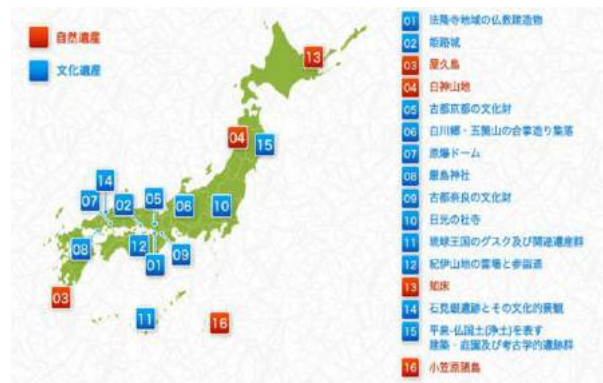 自然遺産
文化遺産
13
04
15
14
07
02
05
06
10
08
12
01
09
03
11
16
01 法隆寺地域の仏教建造物
02 姫路城
03 屋久島
04 白神山地
05 古都京都の文化財
06 白川郷・五箇山の合掌造り集落
07 原爆ドーム
08 厳島神社
09 古都奈良の文化財
10 日光の社寺
11 琉球王国のグスク及び関連遺産群
12 紀伊山地の霊場と参詣道
13 知床
14 石見銀遺跡とその文化的景観
15 平泉-仏国土(浄土)を表す
建築・庭園及び考古学的遺跡群
16 小笠原諸島